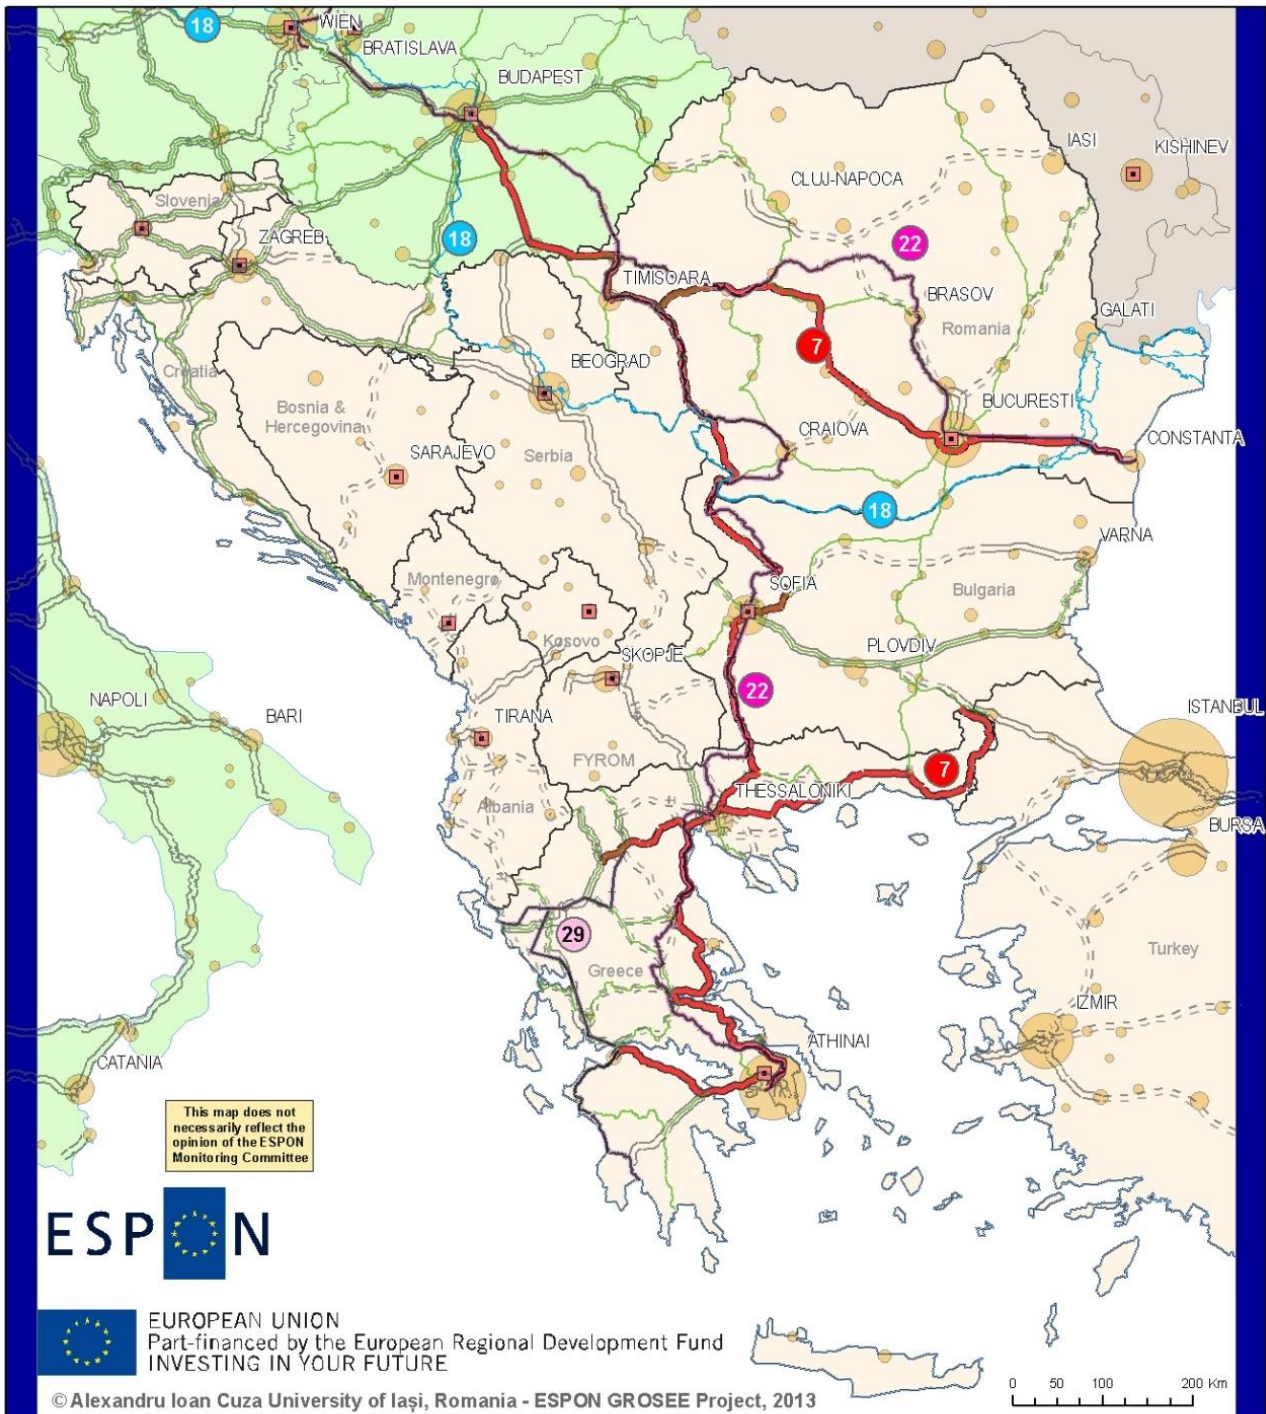 18
WIEN
BRATISLAVA
BUDAPEST
IASI
KISHINEV
CLUJ-NAPOCA
Slovenia
ZAGREB
18
22
TIMISOARA
BRASOV
GALATI
Romania
7
BEOGRAD
Croatia
BUCURESTI
Bosnia &
Hercegovina
CRAIOVA
CONSTANTA
SARAJEVO
Serbia
18
VARNA
Montenegro
SOFIA
Bulgaria
Kosovo
PLOVDIV
SKOPJE
22
NAPOLI
BARI
TIRANA
ISTANBUL
FYROM
7
THESSALONIKI
Albania
BURSA
29
Greece
Turkey
IZMIR
ATHINAI
CATANIA
This map does not
necessarily reflect the
opinion of the ESPON
Monitoring Committee
ESPON
EUROPEAN UNION
Part-financed by the European Regional Development Fund
INVESTING IN YOUR FUTURE
0 50 100 200 Km
© Alexandru Ioan Cuza University of Iași, Romania - ESPON GROSEE Project, 2013